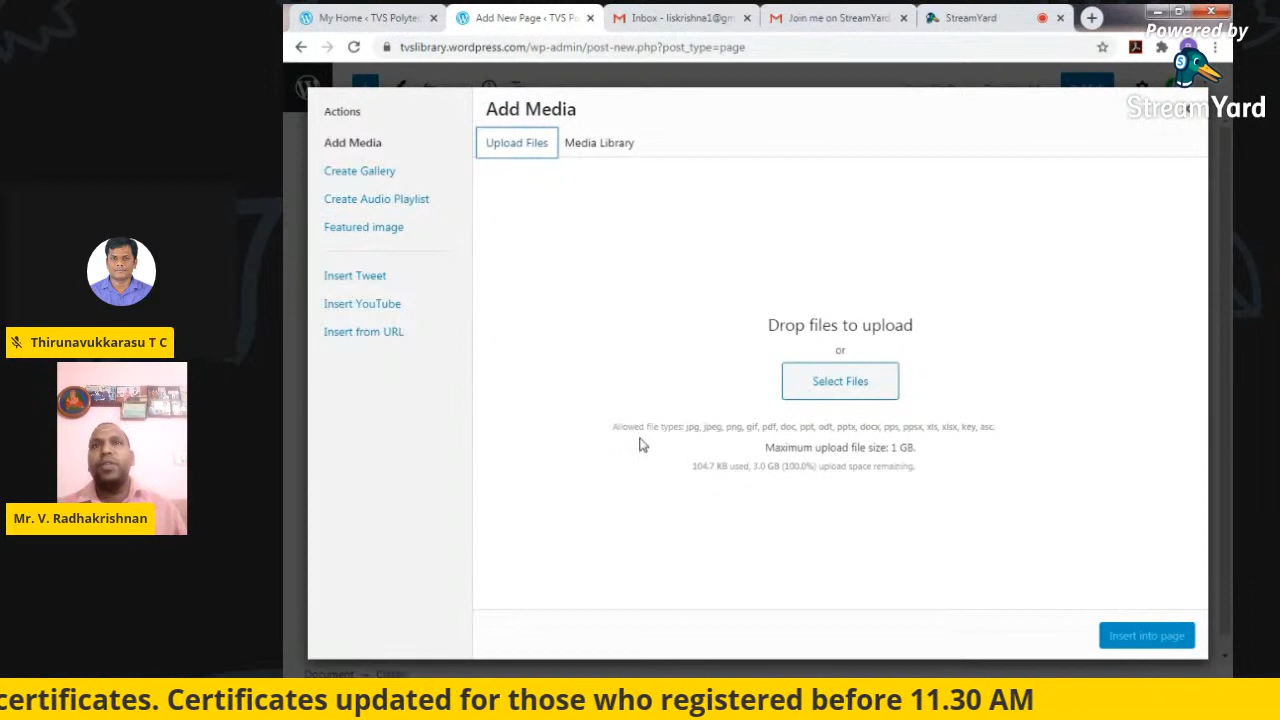 My Home ‹ TVS Polyte
Add New Page ‹ TVS Po
Inbox - liskrishna1@gm
Join me on StreamYard
StreamYard
tvslibrary.wordpress.com/wp-admin/post-new.php?post_type=page
Powered by
StreamYard
Actions
Add Media
Create Gallery
Create Audio Playlist
Featured image
Insert Tweet
Insert YouTube
Insert from URL
Add Media
Upload Files
Media Library
Drop files to upload
or
Select Files
Allowed file types: jpg, jpeg, png, gif, pdf, doc, ppt, odt, pptx, docx, pps, ppsx, xls, xlsx, key, asc.
Maximum upload file size: 1 GB.
104.7 KB used, 3.0 GB (100.0%) upload space remaining.
Insert into page
Document → Classic
Thirunavukkarasu T C
Mr. V. Radhakrishnan
certificates. Certificates updated for those who registered before 11.30 AM